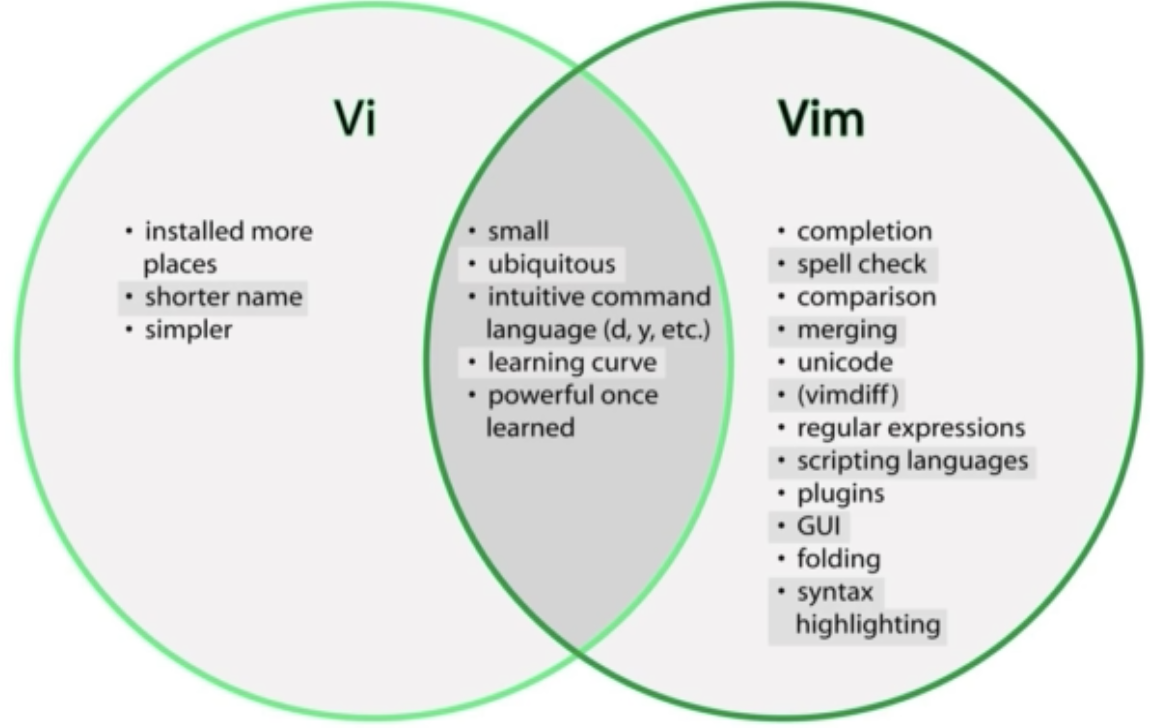 Vi
• installed more
places
• shorter name
• simpler
• small
• ubiquitous
• intuitive command
language (d, y, etc.)
• learning curve
• powerful once
learned
Vim
• completion
• spell check
• comparison
• merging
• unicode
• (vimdiff)
• regular expressions
• scripting languages
• plugins
• GUI
• folding
• syntax
highlighting